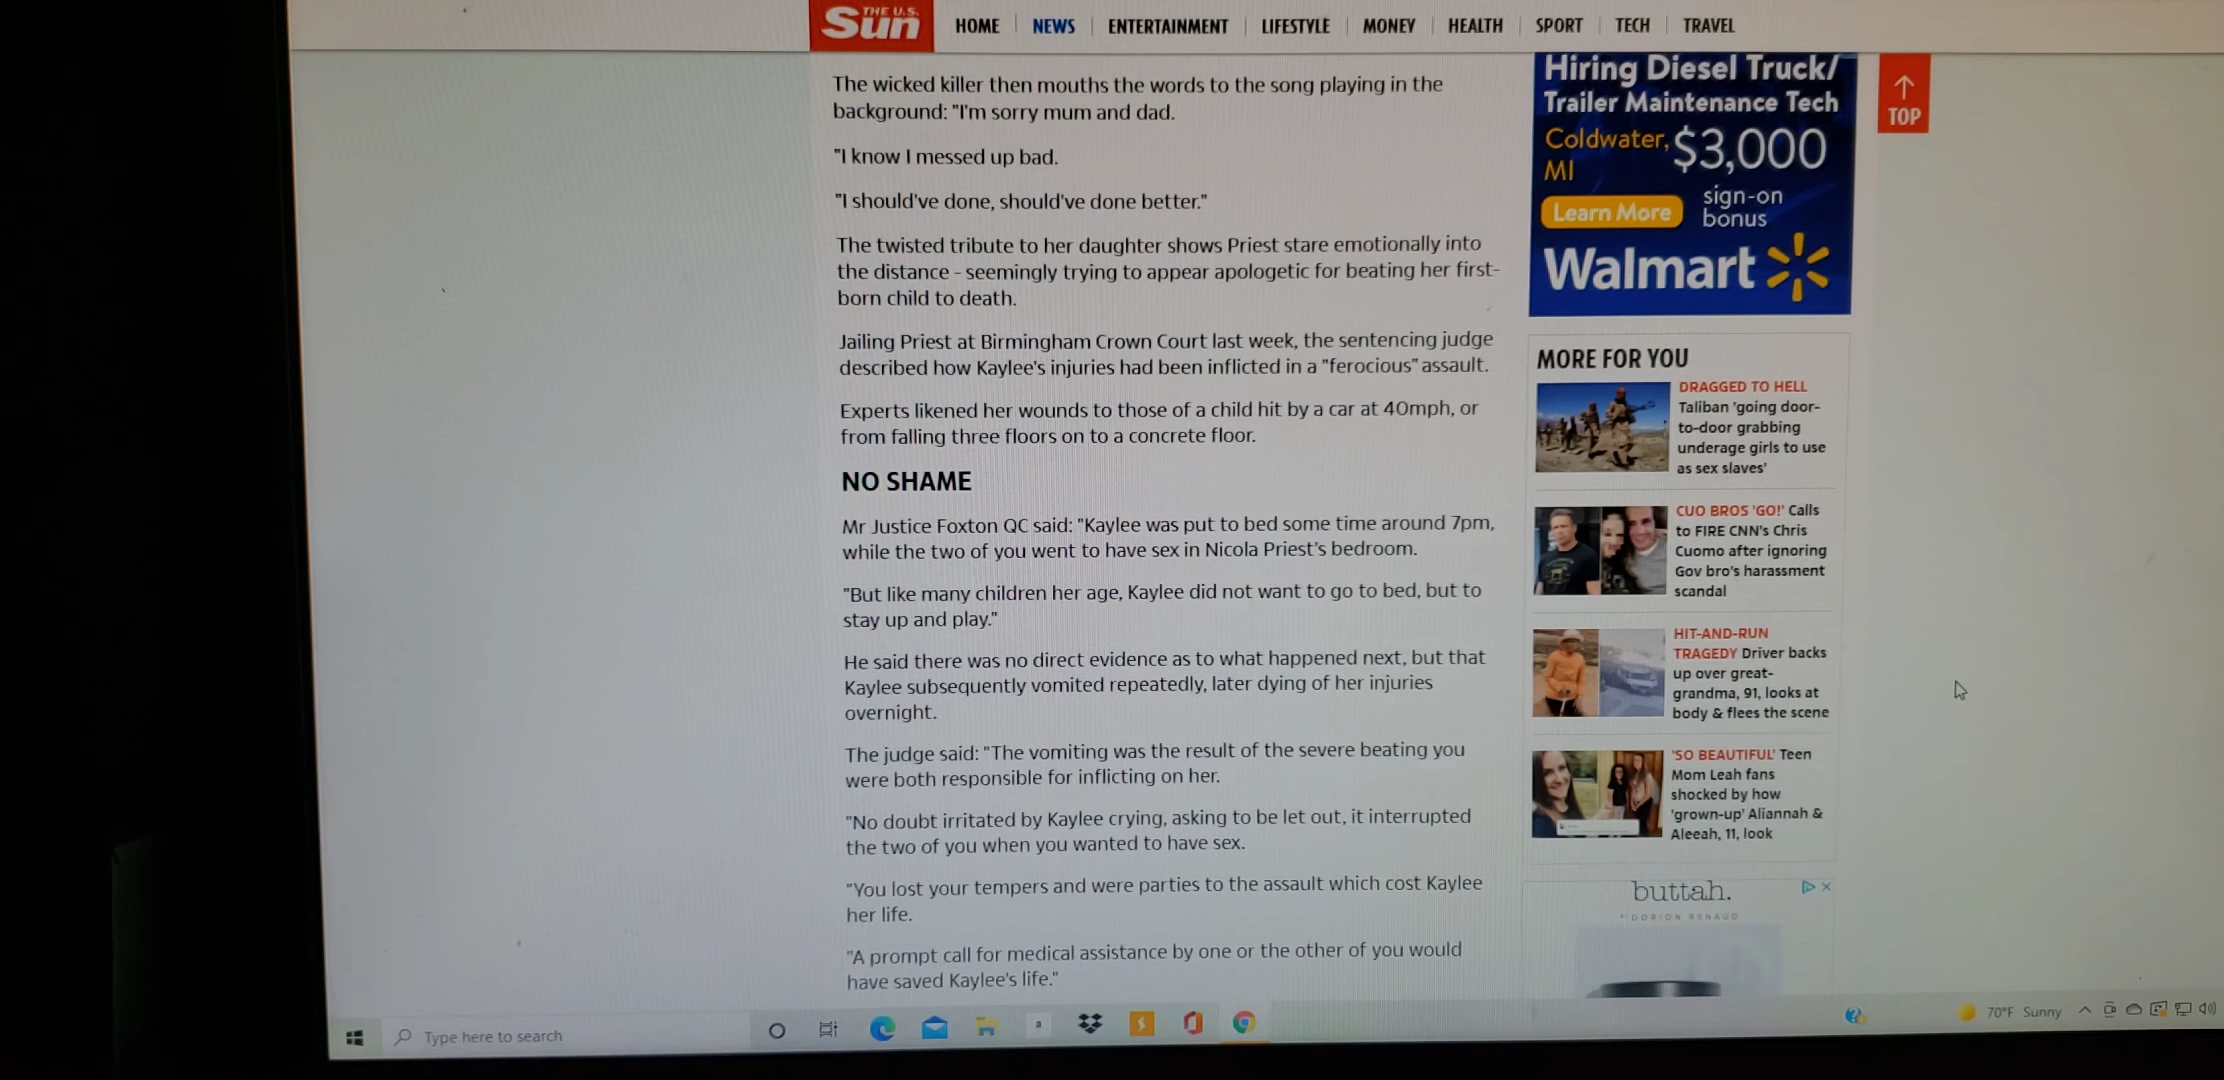 THE U.S.
Sun
HOME
NEWS
ENTERTAINMENT
LIFESTYLE
MONEY
HEALTH
SPORT
TECH
TRAVEL
The wicked killer then mouths the words to the song playing in the
background: "I'm sorry mum and dad.
"I know I messed up bad.
"I should've done, should've done better."
The twisted tribute to her daughter shows Priest stare emotionally into
the distance - seemingly trying to appear apologetic for beating her first-
born child to death.
Jailing Priest at Birmingham Crown Court last week, the sentencing judge
described how Kaylee's injuries had been inflicted in a "ferocious" assault.
Experts likened her wounds to those of a child hit by a car at 40mph, or
from falling three floors on to a concrete floor.
NO SHAME
Mr Justice Foxton QC said: "Kaylee was put to bed some time around 7pm,
while the two of you went to have sex in Nicola Priest's bedroom.
"But like many children her age, Kaylee did not want to go to bed, but to
stay up and play."
He said there was no direct evidence as to what happened next, but that
Kaylee subsequently vomited repeatedly, later dying of her injuries
overnight.
The judge said: "The vomiting was the result of the severe beating you
were both responsible for inflicting on her.
"No doubt irritated by Kaylee crying, asking to be let out, it interrupted
the two of you when you wanted to have sex.
"You lost your tempers and were parties to the assault which cost Kaylee
her life.
"A prompt call for medical assistance by one or the other of you would
have saved Kaylee's life."
Hiring Diesel Truck/
Trailer Maintenance Tech
Coldwater,
MI
$3,000
sign-on
bonus
Learn More
Walmart
TOP
MORE FOR YOU
DRAGGED TO HELL
Taliban 'going door-
to-door grabbing
underage girls to use
as sex slaves'
CUO BROS 'GO!' Calls
to FIRE CNN's Chris
Cuomo after ignoring
Gov bro's harassment
scandal
HIT-AND-RUN
TRAGEDY Driver backs
up over great-
grandma, 91, looks at
body & flees the scene
'SO BEAUTIFUL' Teen
Mom Leah fans
shocked by how
'grown-up' Aliannah &
Aleeah, 11, look
buttah.
DORION RENAUD
Type here to search
a
70°F Sunny